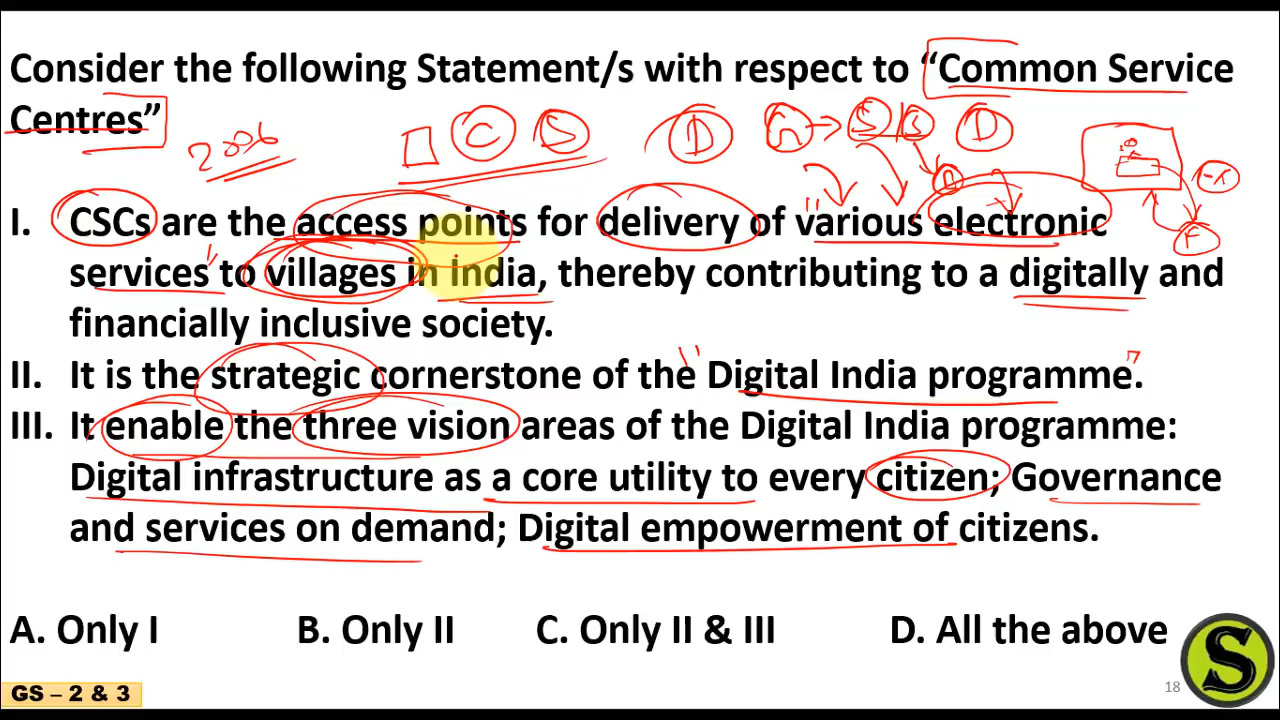 Consider the following Statement/s with respect to “Common Service
Centres”
2006
C S D G → S B D
I. CSCs are the access points for delivery of various electronic
services to villages in India, thereby contributing to a digitally and
financially inclusive society.
II. It is the strategic cornerstone of the Digital India programme.
III. It enable the three vision areas of the Digital India programme:
Digital infrastructure as a core utility to every citizen; Governance
and services on demand; Digital empowerment of citizens.
A. Only I B. Only II C. Only II & III D. All the above
S
GS – 2 & 3 18